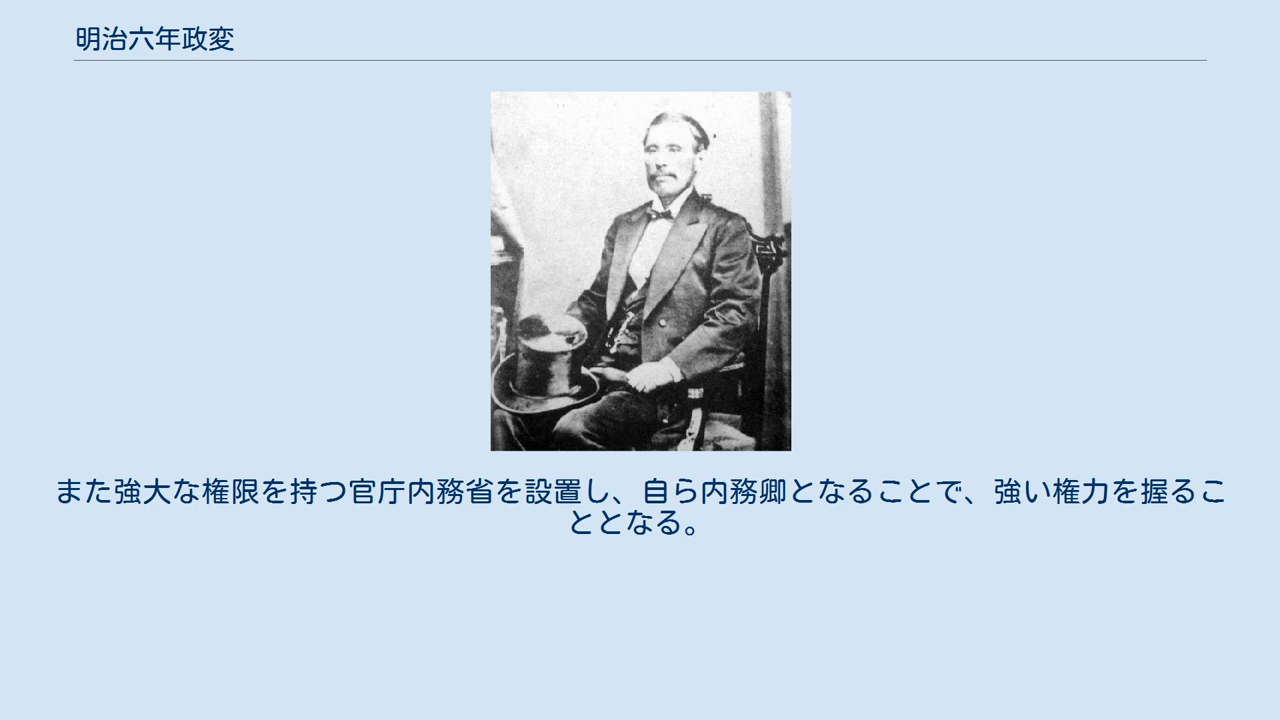 明治六年政変
また強大な権限を持つ官庁内務省を設置し、自ら内務卿となることで、強い権力を握るこ
ととなる。